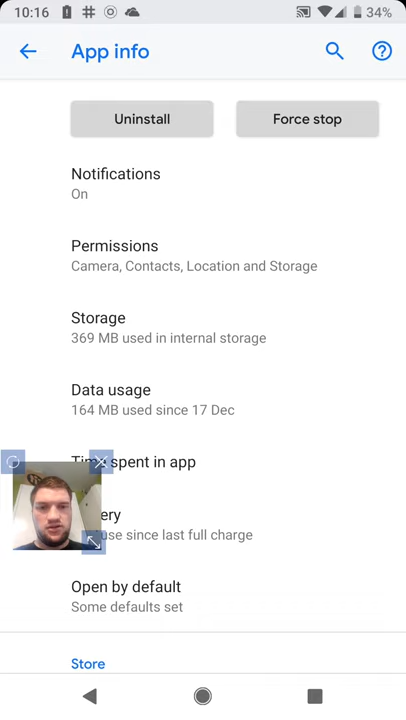 10:16
34%
App info
Uninstall
Force stop
Notifications
On
Permissions
Camera, Contacts, Location and Storage
Storage
369 MB used in internal storage
Data usage
164 MB used since 17 Dec
spent in app
use since last full charge
Open by default
Some defaults set
Store